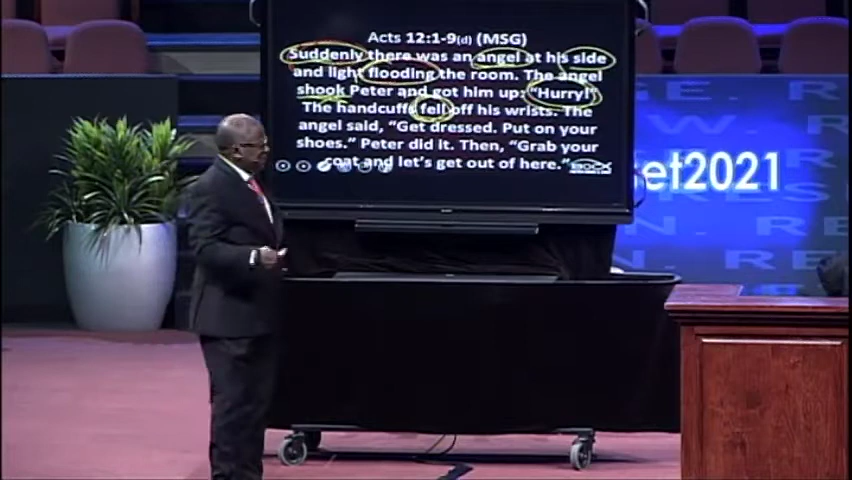 Acts 12:1-9(d) (MSG)
Suddenly there was an angel at his side
and light flooding the room. The angel
shook Peter and got him up: “Hurry!”
The handcuffs fell off his wrists. The
angel said, “Get dressed. Put on your
shoes.” Peter did it. Then, “Grab your
coat and let’s get out of here.”
et2021